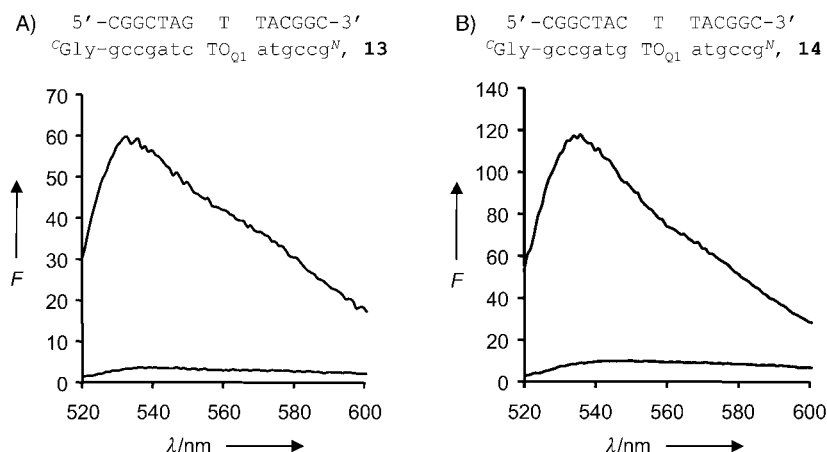 A) 5′-CGGCTAG T TACGGC-3′
ᶜGly-gccgatc TO_Q1 atgccgᴺ, 13
70
60
50
40
30
20
10
0
F
520 540 560 580 600
λ/nm
B) 5′-CGGCTAC T TACGGC-3′
ᶜGly-gccgatg TO_Q1 atgccgᴺ, 14
140
120
100
80
60
40
20
0
F
520 540 560 580 600
λ/nm